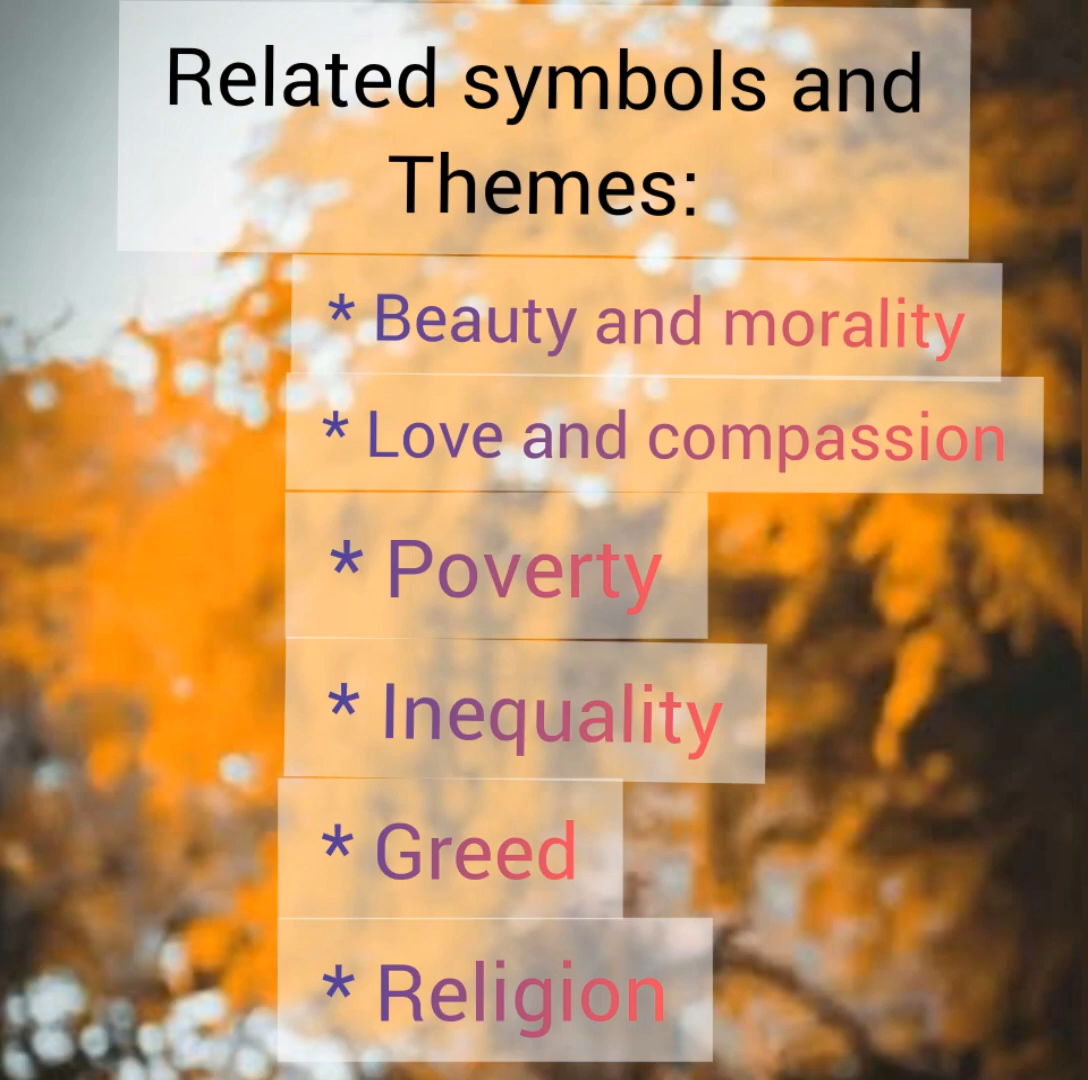 Related symbols and
Themes:
* Beauty and morality
* Love and compassion
* Poverty
* Inequality
* Greed
* Religion